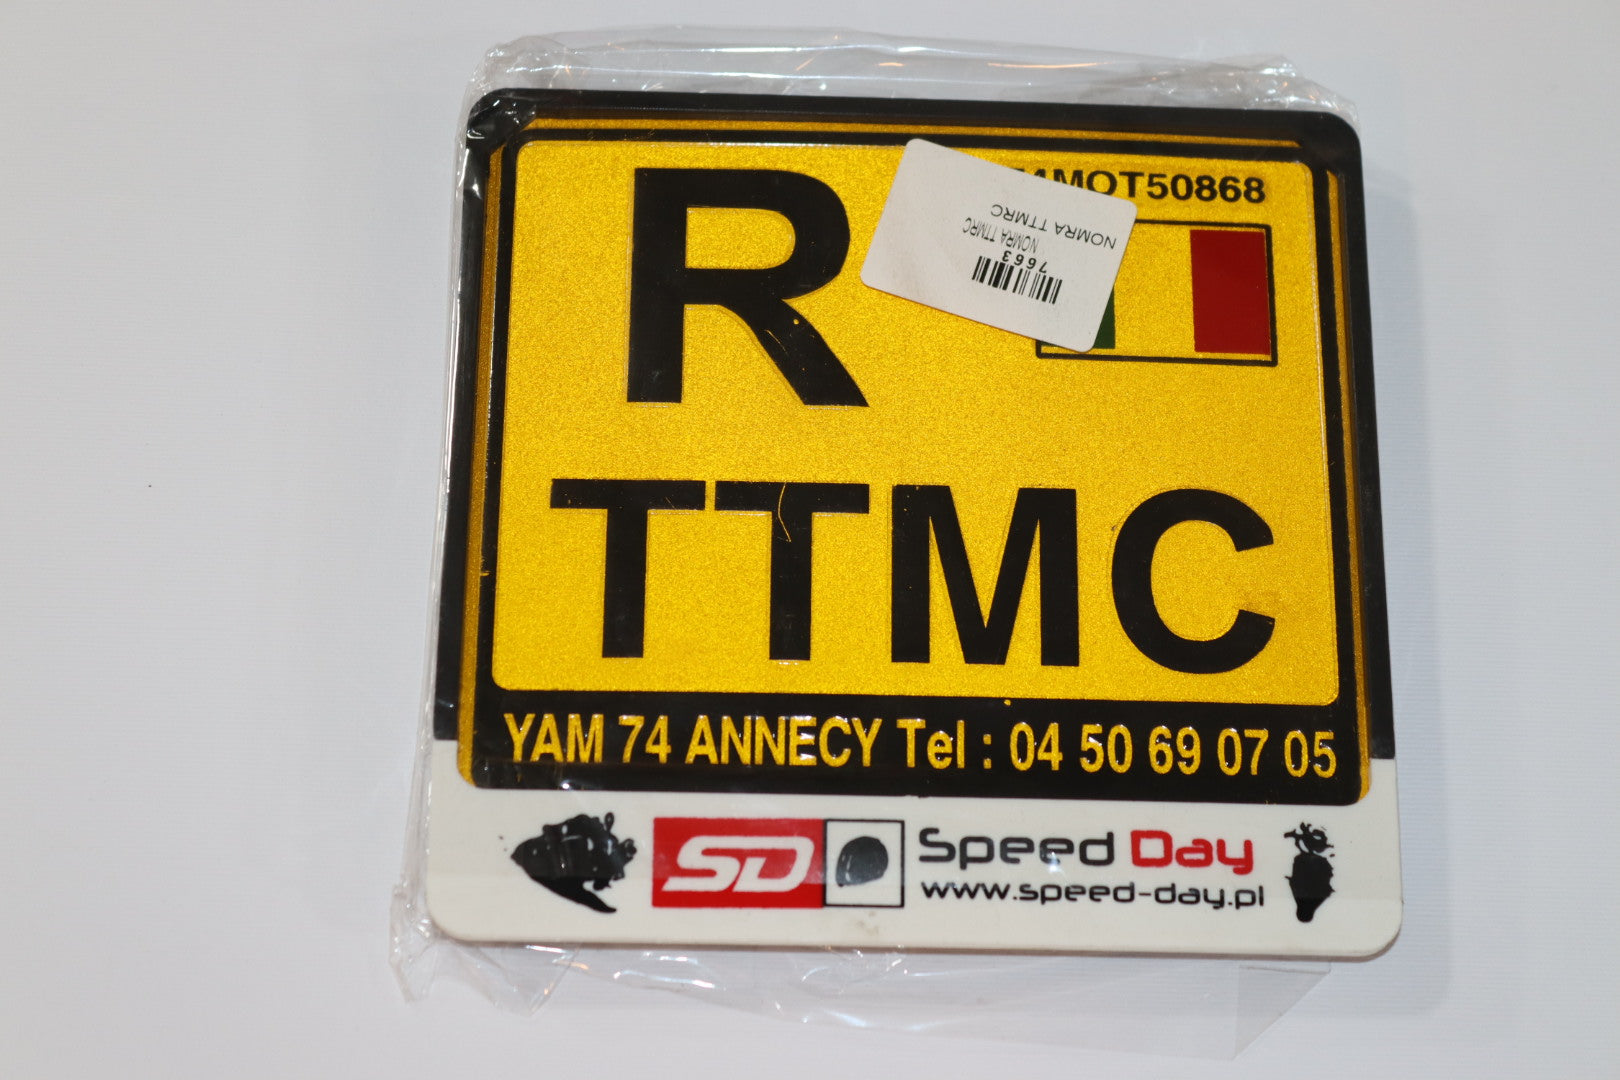 R
MOT50868
NOMRA TTMRC
NOMRA TTMRC
7663
TTMC
YAM 74 ANNECY Tel : 04 50 69 07 05
SD
Speed Day
www.speed-day.pl